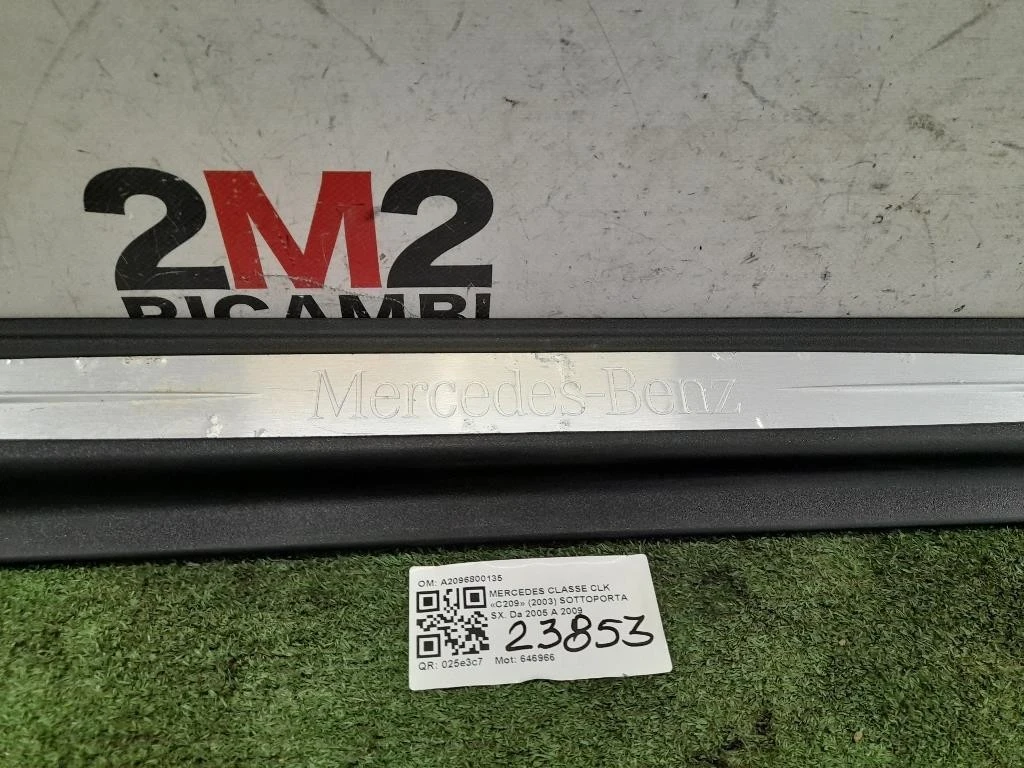 2M2
RICAMBI
Mercedes-Benz
OM: A2096800135
MERCEDES CLASSE CLK
«C209» (2003) SOTTOPORTA
SX. Da 2005 A 2009
23853
QR: 025e3c7 Mot: 646966